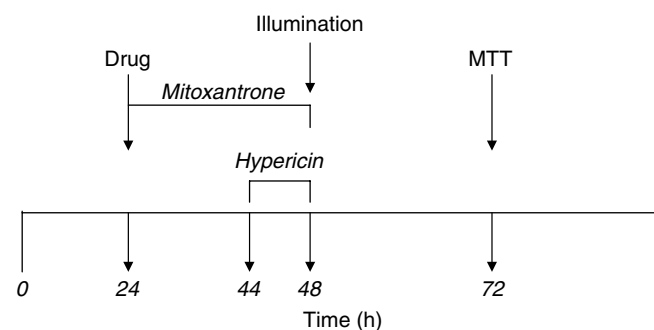 Illumination
Drug MTT
Mitoxantrone
Hypericin
0 24 44 48 72
Time (h)